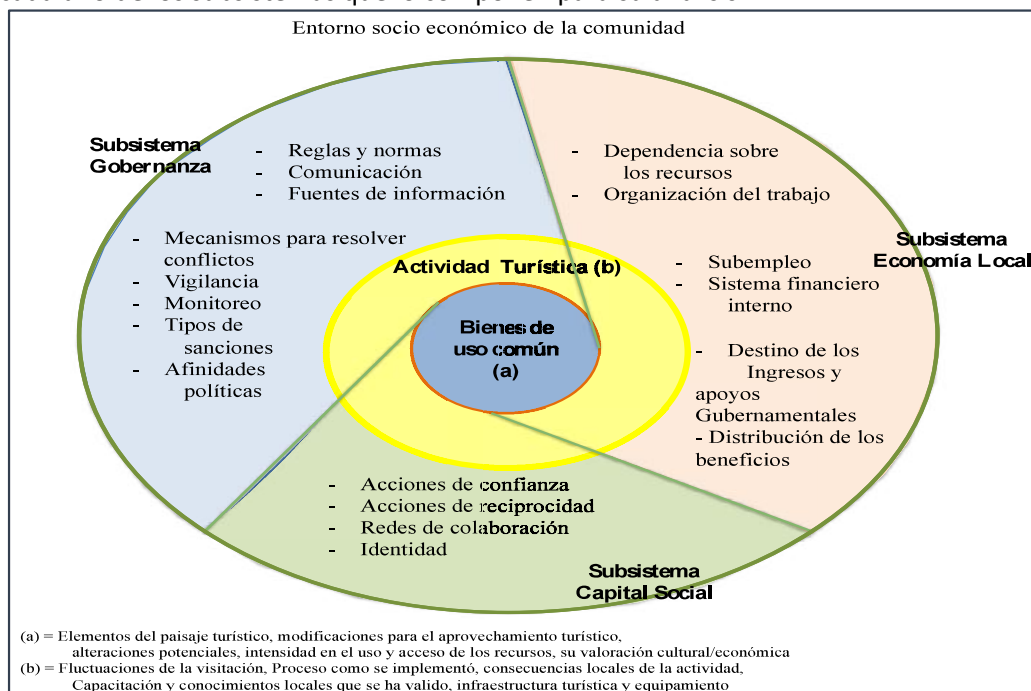 Entorno socio económico de la comunidad
Subsistema
Gobernanza
- Reglas y normas
- Comunicación
- Fuentes de información
- Mecanismos para resolver
conflictos
- Vigilancia
- Monitoreo
- Tipos de
sanciones
- Afinidades
políticas
- Dependencia sobre
los recursos
- Organización del trabajo
Subsistema
Economía Local
- Subempleo
- Sistema financiero
interno
- Destino de los
Ingresos y
apoyos
Gubernamentales
- Distribución de los
beneficios
Actividad Turística (b)
Bienes de
uso común
(a)
- Acciones de confianza
- Acciones de reciprocidad
- Redes de colaboración
- Identidad
Subsistema
Capital Social
(a) = Elementos del paisaje turístico, modificaciones para el aprovechamiento turístico,
alteraciones potenciales, intensidad en el uso y acceso de los recursos, su valoración cultural/económica
(b) = Fluctuaciones de la visitación, Proceso como se implementó, consecuencias locales de la actividad,
Capacitación y conocimientos locales que se ha valido, infraestructura turística y equipamiento